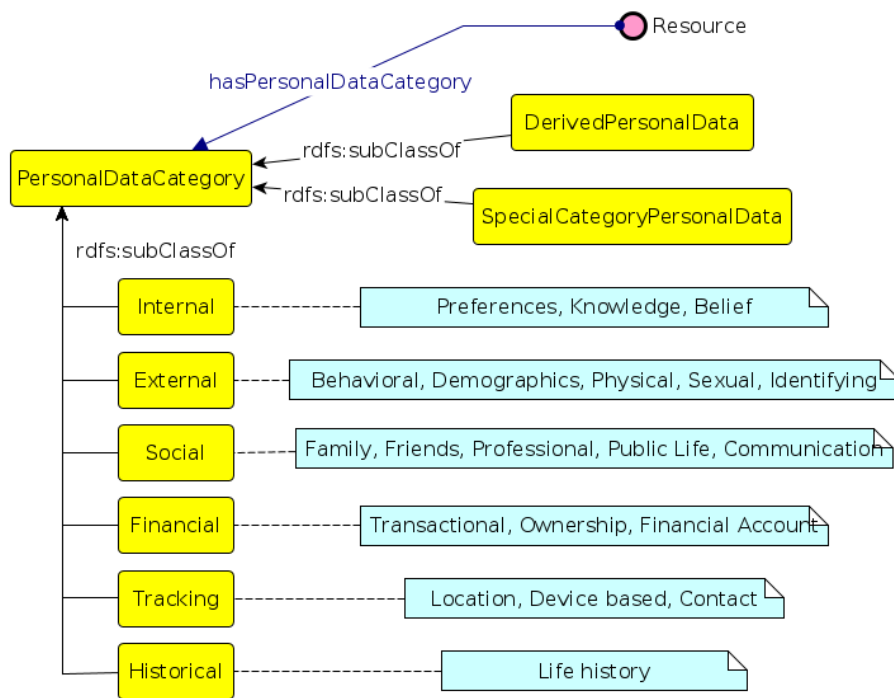 Resource
hasPersonalDataCategory
DerivedPersonalData
rdfs:subClassOf
PersonalDataCategory
rdfs:subClassOf
SpecialCategoryPersonalData
rdfs:subClassOf
Internal
Preferences, Knowledge, Belief
External
Behavioral, Demographics, Physical, Sexual, Identifying
Social
Family, Friends, Professional, Public Life, Communication
Financial
Transactional, Ownership, Financial Account
Tracking
Location, Device based, Contact
Historical
Life history